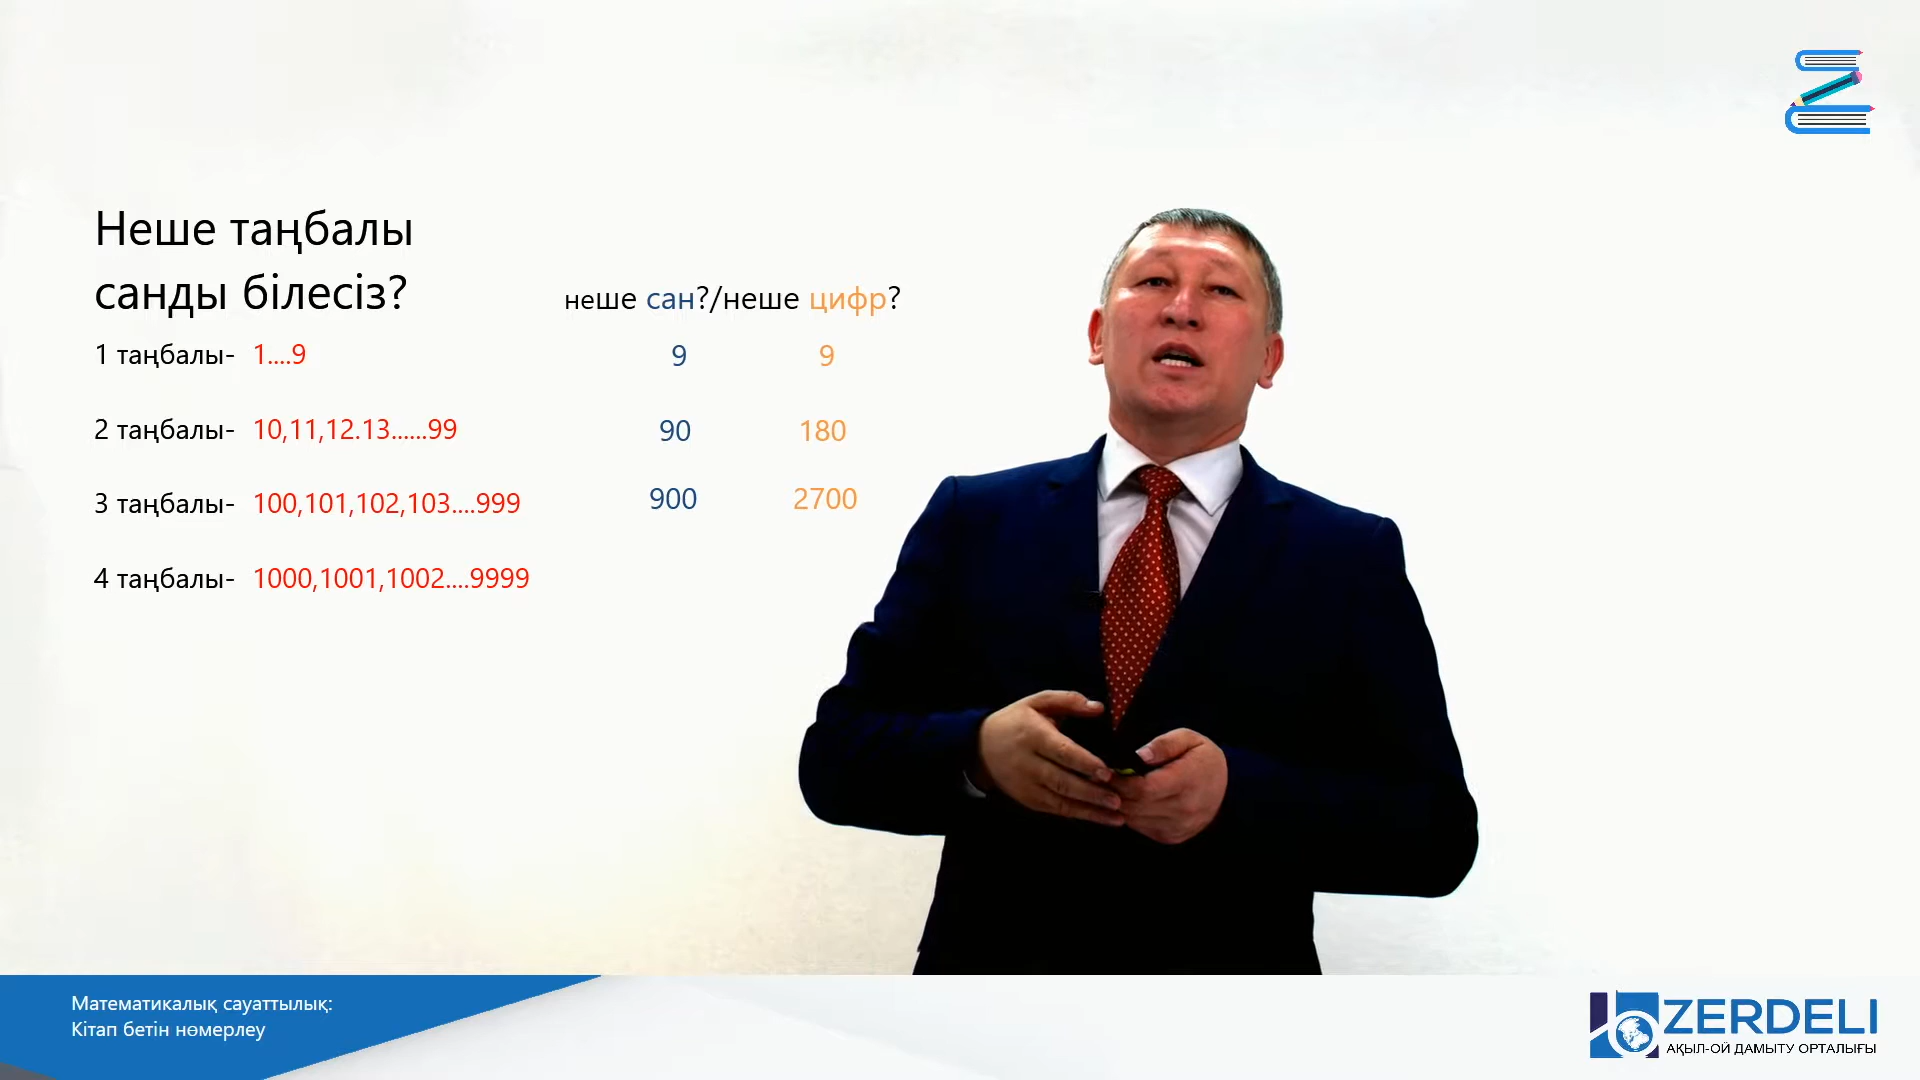 Неше таңбалы
санды білесіз?
неше сан?/неше цифр?
1 таңбалы- 1....9 9 9
2 таңбалы- 10,11,12.13......99 90 180
3 таңбалы- 100,101,102,103....999 900 2700
4 таңбалы- 1000,1001,1002....9999
Математикалық сауаттылық:
Кітап бетін нөмерлеу
ZERDELI
АҚЫЛ-ОЙ ДАМЫТУ ОРТАЛЫҒЫ